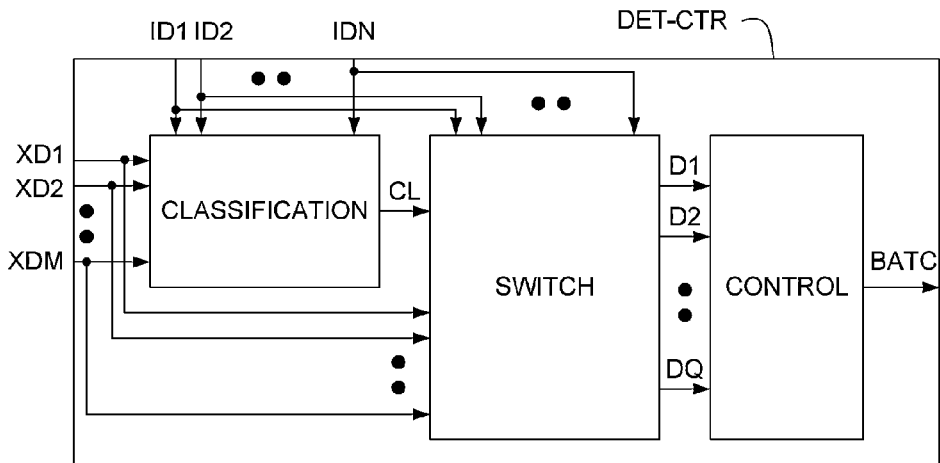 DET-CTR
ID1 ID2 IDN
XD1
XD2
XDM
CLASSIFICATION
CL
SWITCH
D1
D2
DQ
CONTROL
BATC